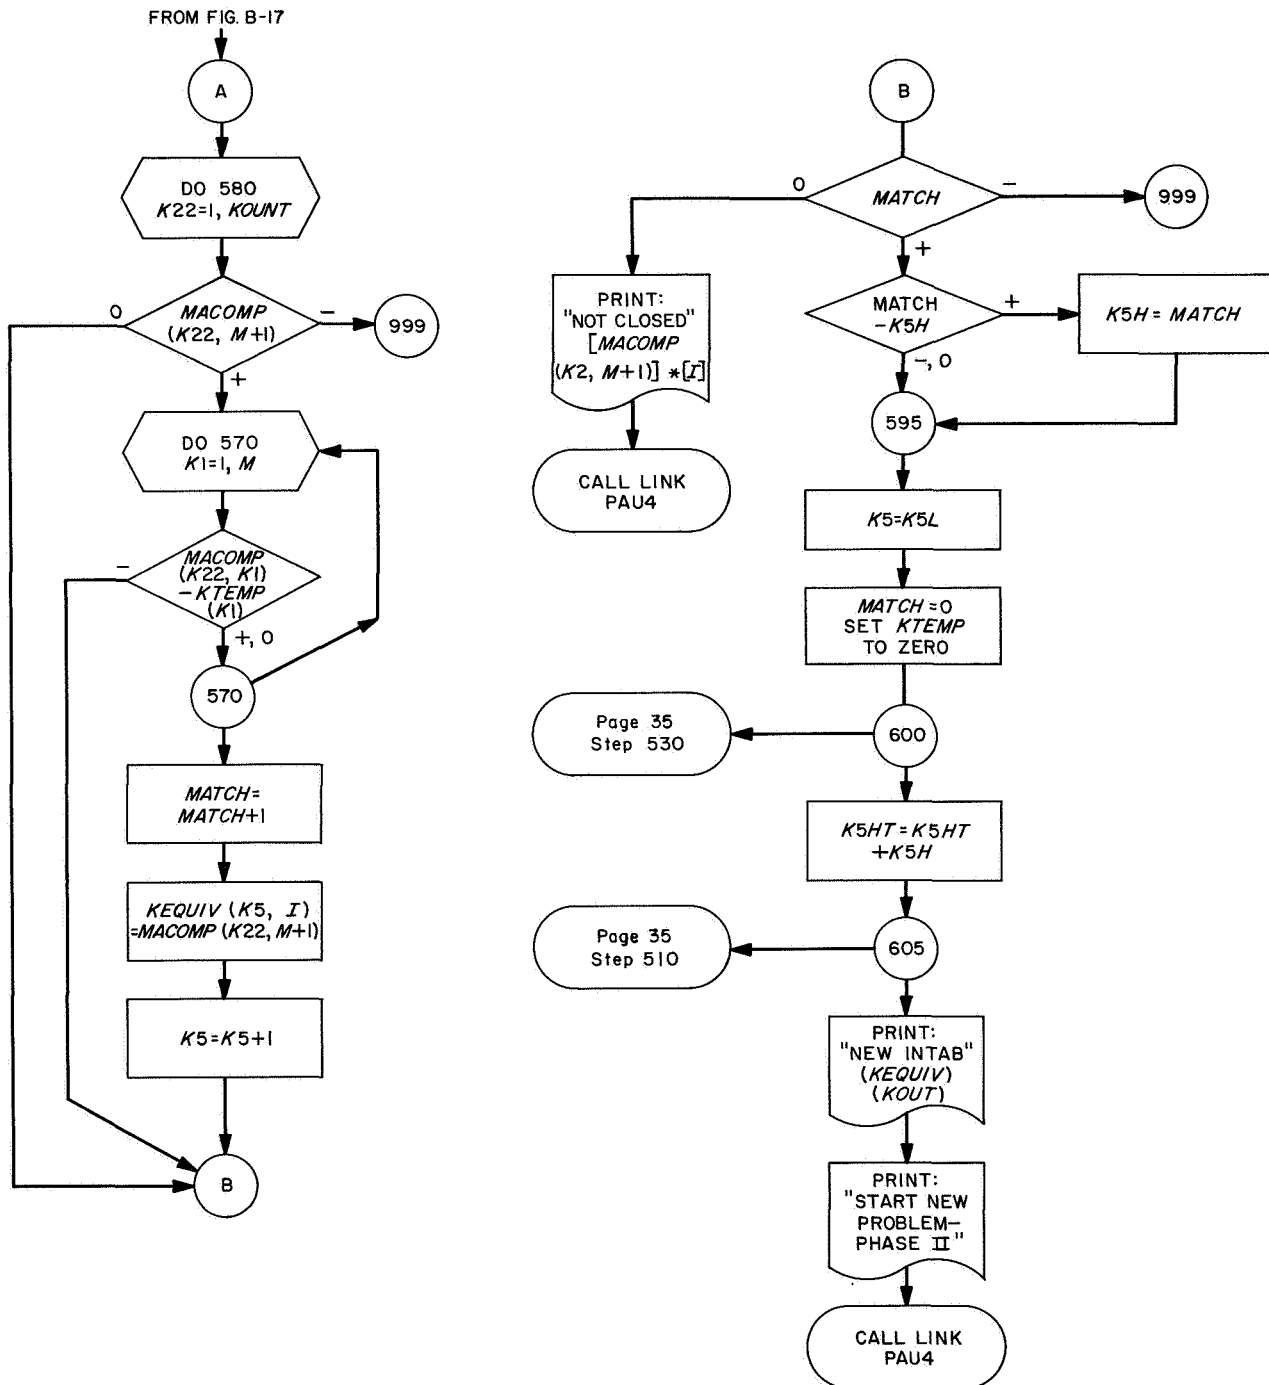 FROM FIG. B-17
A
DO 580
K22=1, KOUNT
MACOMP
(K22, M+1)
0
−
999
+
DO 570
K1=1, M
MACOMP
(K22, K1)
−KTEMP
(K1)
−
+, 0
570
MATCH=
MATCH+1
KEQUIV (K5, I)
=MACOMP (K22, M+1)
K5=K5+1
B
B
MATCH
0
−
999
+
PRINT:
"NOT CLOSED"
[MACOMP
(K2, M+1)] *[I]
CALL LINK
PAU4
MATCH
−K5H
+
K5H = MATCH
−, 0
595
K5=K5L
MATCH=0
SET KTEMP
TO ZERO
600
Page 35
Step 530
K5HT=K5HT
+K5H
605
Page 35
Step 510
PRINT:
"NEW INTAB"
(KEQUIV)
(KOUT)
PRINT:
"START NEW
PROBLEM—
PHASE II"
CALL LINK
PAU4